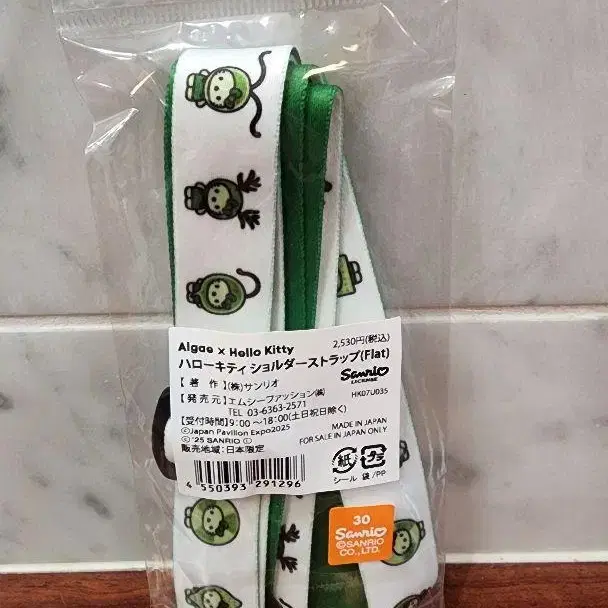 Algae × Hello Kitty 2,530円(税込)
ハローキティ ショルダーストラップ(Flat)
【著 作】(株)サンリオ
Sanrio
LICENSE
【発売元】エムシーファッション㈱ HK07U035
TEL 03-6363-2571
【受付時間】9:00～18:00(土日祝日除く)
©Japan Pavilion Expo2025 MADE IN JAPAN
©'25 SANRIO Ⓛ FOR SALE IN JAPAN ONLY
販売地域:日本限定
紙 プラ
シール 袋/PP
4 550393 291296
30
Sanrio
©SANRIO
CO.,LTD.